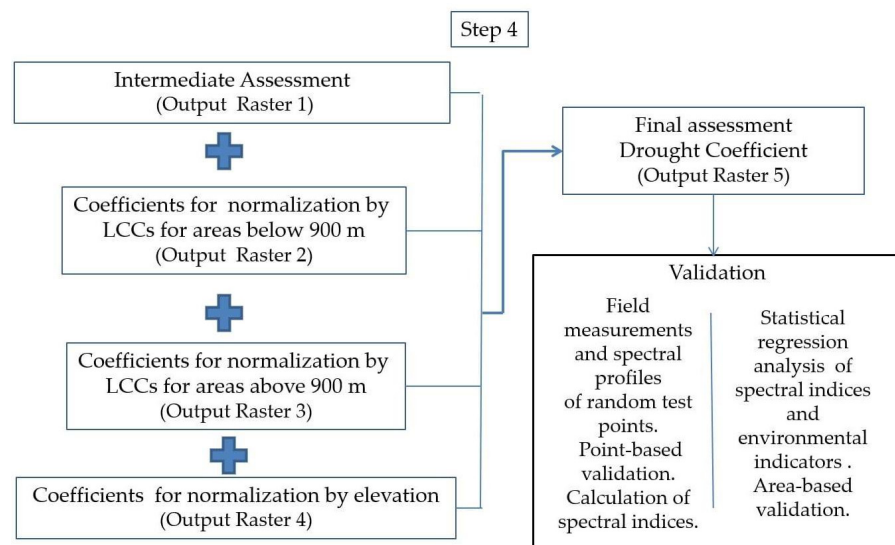 Step 4
Intermediate Assessment
(Output Raster 1)
Coefficients for normalization by
LCCs for areas below 900 m
(Output Raster 2)
Coefficients for normalization by
LCCs for areas above 900 m
(Output Raster 3)
Coefficients for normalization by elevation
(Output Raster 4)
Final assessment
Drought Coefficient
(Output Raster 5)
Validation
Field
measurements
and spectral
profiles
of random test
points.
Point-based
validation.
Calculation of
spectral indices.
Statistical
regression
analysis of
spectral indices
and
environmental
indicators .
Area-based
validation.